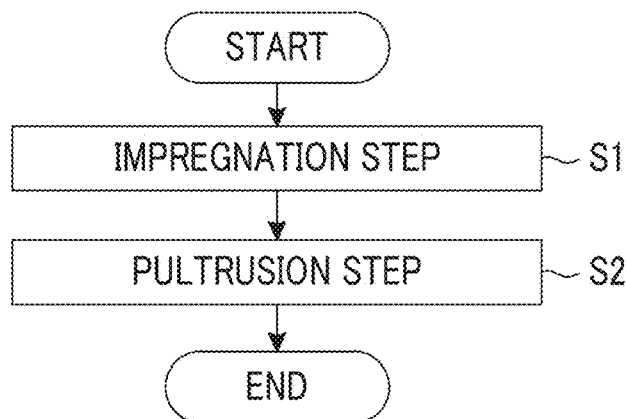 START
IMPREGNATION STEP S1
PULTRUSION STEP S2
END